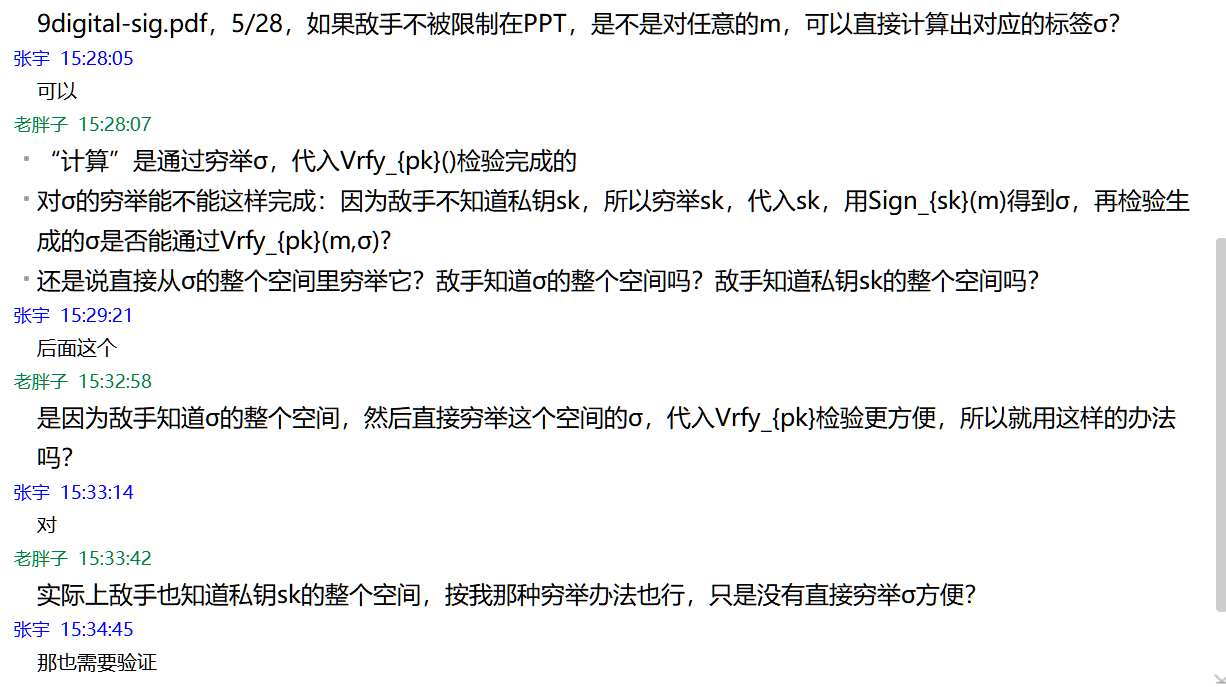 9digital-sig.pdf，5/28，如果敌手不被限制在PPT，是不是对任意的m，可以直接计算出对应的标签σ？
张宇 15:28:05
可以
老胖子 15:28:07
• “计算”是通过穷举σ，代入Vrfy_{pk}()检验完成的
• 对σ的穷举能不能这样完成：因为敌手不知道私钥sk，所以穷举sk，代入sk，用Sign_{sk}(m)得到σ，再检验生
成的σ是否能通过Vrfy_{pk}(m,σ)？
• 还是说直接从σ的整个空间里穷举它？敌手知道σ的整个空间吗？敌手知道私钥sk的整个空间吗？
张宇 15:29:21
后面这个
老胖子 15:32:58
是因为敌手知道σ的整个空间，然后直接穷举这个空间的σ，代入Vrfy_{pk}检验更方便，所以就用这样的办法
吗？
张宇 15:33:14
对
老胖子 15:33:42
实际上敌手也知道私钥sk的整个空间，按我那种穷举办法也行，只是没有直接穷举σ方便？
张宇 15:34:45
那也需要验证